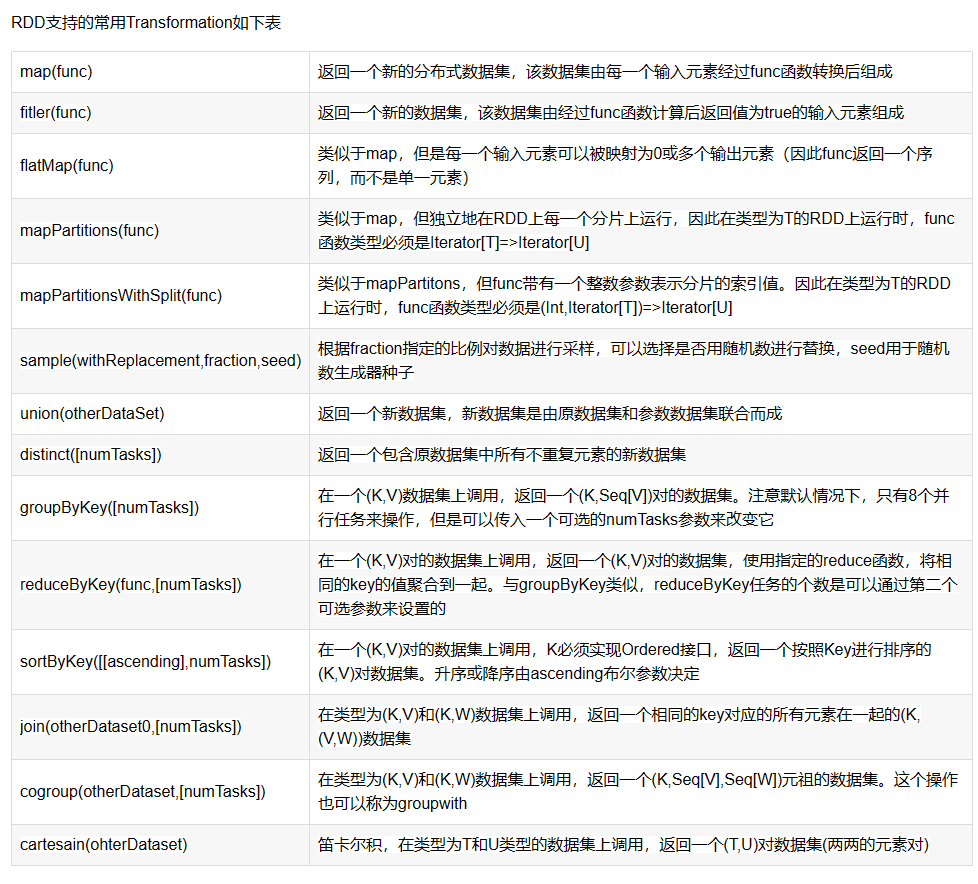 RDD支持的常用Transformation如下表
map(func)
返回一个新的分布式数据集，该数据集由每一个输入元素经过func函数转换后组成
fitler(func)
返回一个新的数据集，该数据集由经过func函数计算后返回值为true的输入元素组成
flatMap(func)
类似于map，但是每一个输入元素可以被映射为0或多个输出元素（因此func返回一个序
列，而不是单一元素）
mapPartitions(func)
类似于map，但独立地在RDD上每一个分片上运行，因此在类型为T的RDD上运行时，func
函数类型必须是Iterator[T]=>Iterator[U]
mapPartitionsWithSplit(func)
类似于mapPartitons，但func带有一个整数参数表示分片的索引值。因此在类型为T的RDD
上运行时，func函数类型必须是(Int,Iterator[T])=>Iterator[U]
sample(withReplacement,fraction,seed)
根据fraction指定的比例对数据进行采样，可以选择是否用随机数进行替换，seed用于随机
数生成器种子
union(otherDataSet)
返回一个新数据集，新数据集是由原数据集和参数数据集联合而成
distinct([numTasks])
返回一个包含原数据集中所有不重复元素的新数据集
groupByKey([numTasks])
在一个(K,V)数据集上调用，返回一个(K,Seq[V])对的数据集。注意默认情况下，只有8个并
行任务来操作，但是可以传入一个可选的numTasks参数来改变它
reduceByKey(func,[numTasks])
在一个(K,V)对的数据集上调用，返回一个(K,V)对的数据集，使用指定的reduce函数，将相
同的key的值聚合到一起。与groupByKey类似，reduceByKey任务的个数是可以通过第二个
可选参数来设置的
sortByKey([[ascending],numTasks])
在一个(K,V)对的数据集上调用，K必须实现Ordered接口，返回一个按照Key进行排序的
(K,V)对数据集。升序或降序由ascending布尔参数决定
join(otherDataset0,[numTasks])
在类型为(K,V)和(K,W)数据集上调用，返回一个相同的key对应的所有元素在一起的(K,
(V,W))数据集
cogroup(otherDataset,[numTasks])
在类型为(K,V)和(K,W)数据集上调用，返回一个(K,Seq[V],Seq[W])元祖的数据集。这个操作
也可以称为groupwith
cartesain(ohterDataset)
笛卡尔积，在类型为T和U类型的数据集上调用，返回一个(T,U)对数据集(两两的元素对)